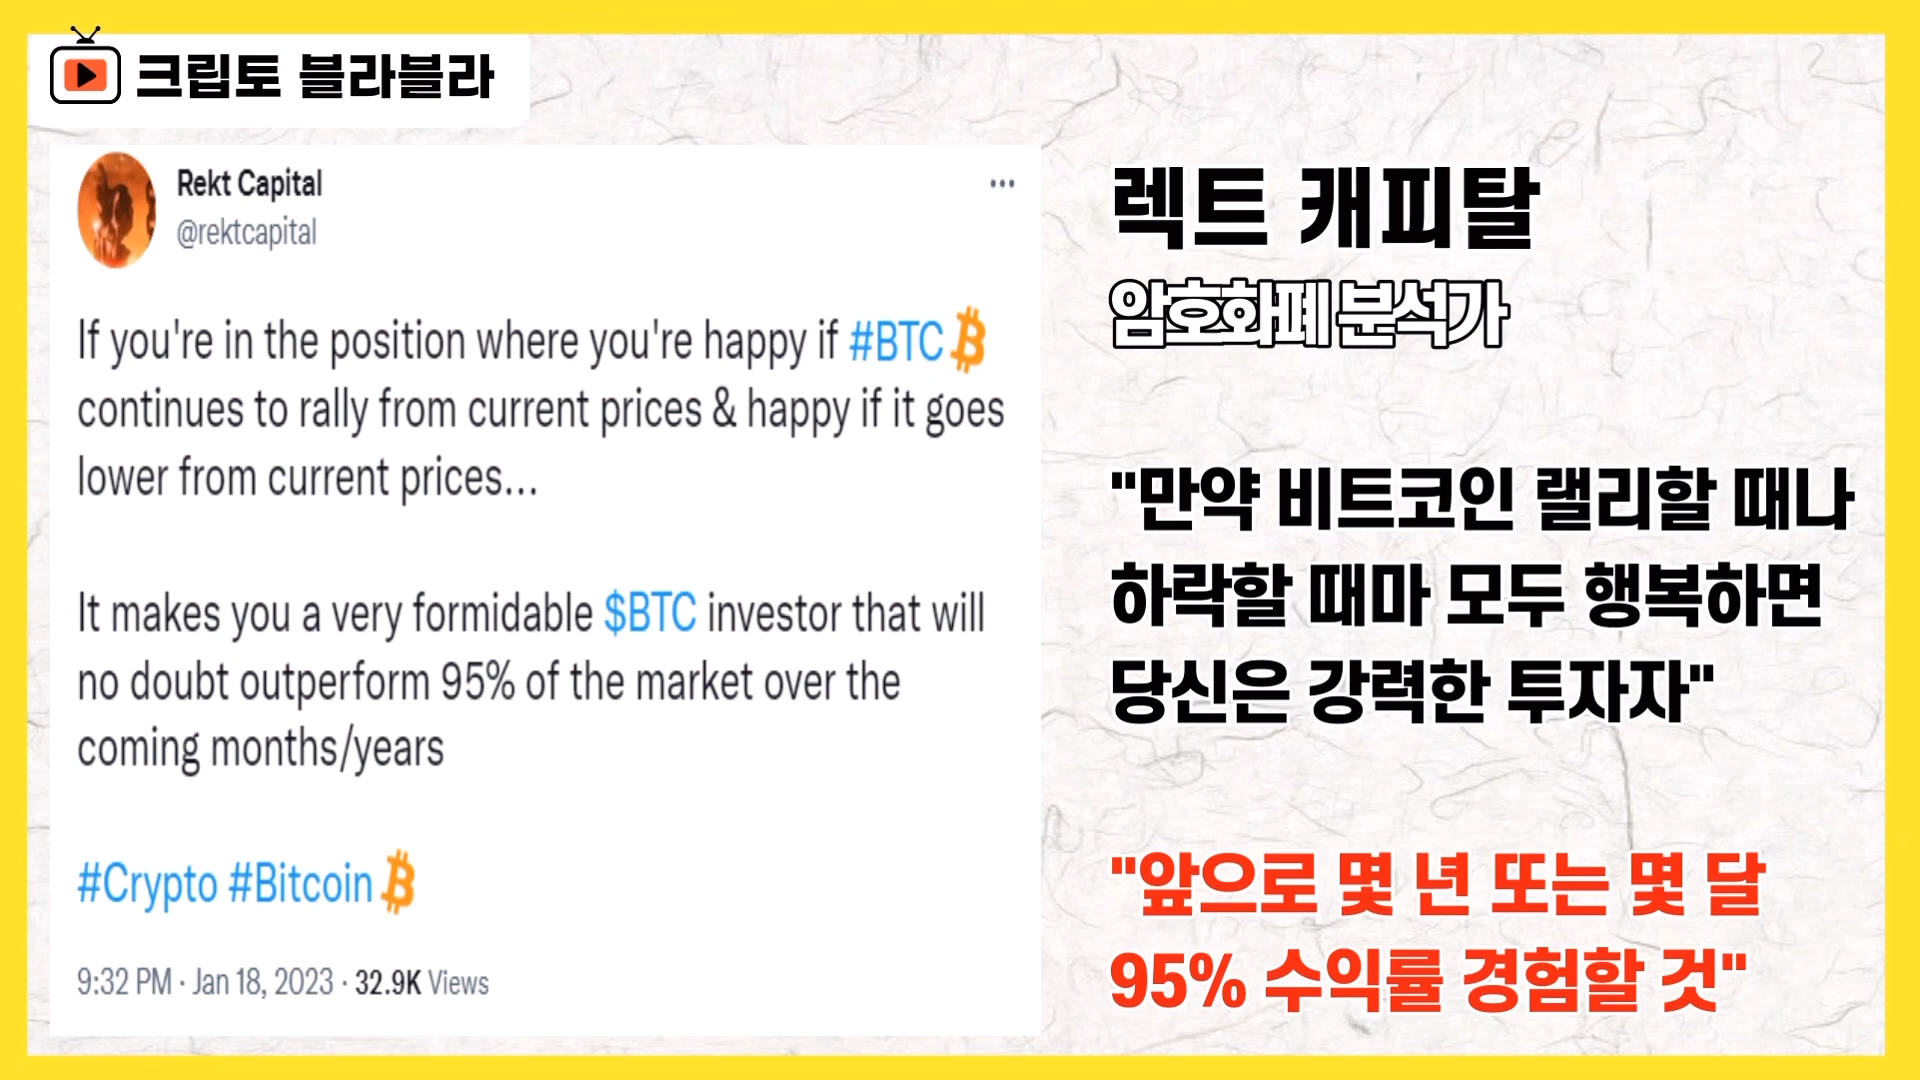 크립토 블라블라
Rekt Capital
@rektcapital
If you're in the position where you're happy if #BTC
continues to rally from current prices & happy if it goes
lower from current prices...
It makes you a very formidable $BTC investor that will
no doubt outperform 95% of the market over the
coming months/years
#Crypto #Bitcoin
9:32 PM · Jan 18, 2023 · 32.9K Views
렉트 캐피탈
암호화폐 분석가
"만약 비트코인 랠리할 때나
하락할 때마 모두 행복하면
당신은 강력한 투자자"
"앞으로 몇 년 또는 몇 달
95% 수익률 경험할 것"